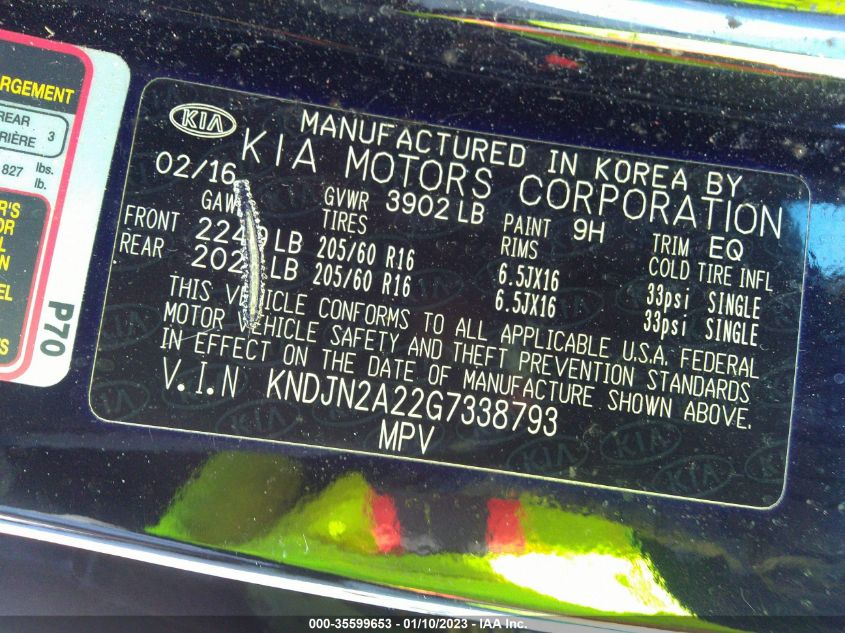 RGEMENT
REAR 3
RIÈRE
827 lbs.
lb.
P70
KIA
MANUFACTURED IN KOREA BY
02/16 KIA MOTORS CORPORATION
GVWR 3902 LB PAINT 9H TRIM EQ
TIRES RIMS COLD TIRE INFL
FRONT LB 205/60 R16 6.5JX16 33psi SINGLE
REAR LB 205/60 R16 6.5JX16 33psi SINGLE
THIS VEHICLE CONFORMS TO ALL APPLICABLE U.S.A. FEDERAL
MOTOR VEHICLE SAFETY AND THEFT PREVENTION STANDARDS
IN EFFECT ON THE DATE OF MANUFACTURE SHOWN ABOVE.
V.I.N KNDJN2A22G7338793
MPV
000-35599653 — 01/10/2023 — IAA Inc.